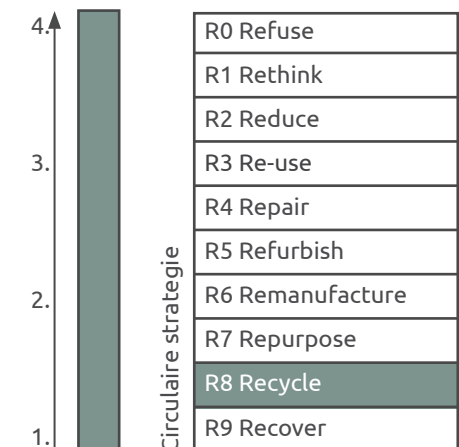 4.
3.
2.
1.
Circulaire strategie
R0 Refuse
R1 Rethink
R2 Reduce
R3 Re-use
R4 Repair
R5 Refurbish
R6 Remanufacture
R7 Repurpose
R8 Recycle
R9 Recover